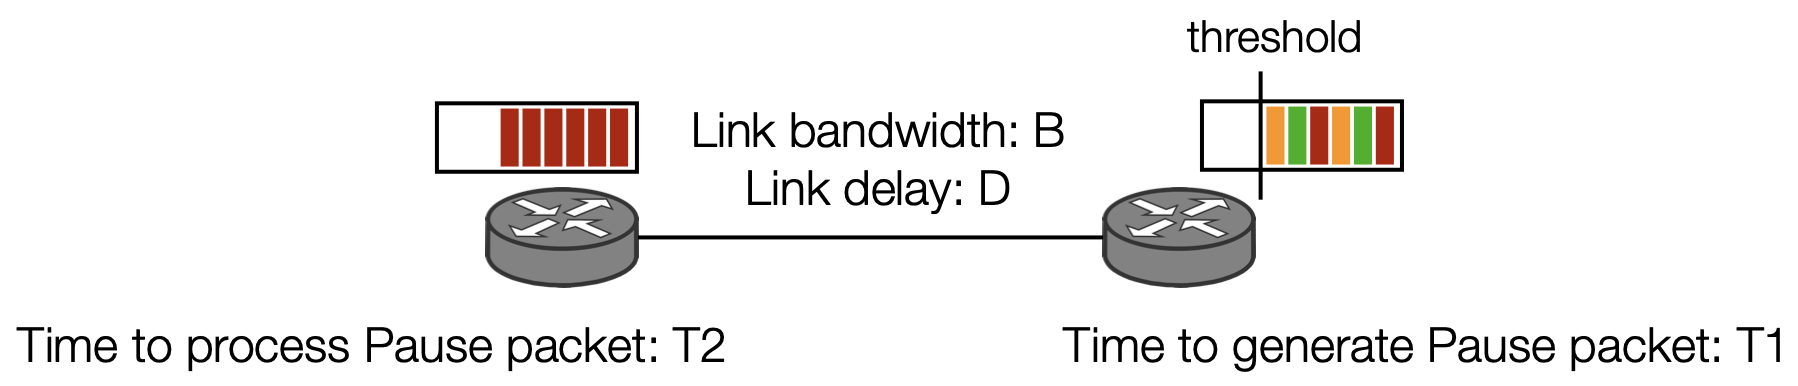 threshold
Link bandwidth: B
Link delay: D
Time to process Pause packet: T2
Time to generate Pause packet: T1